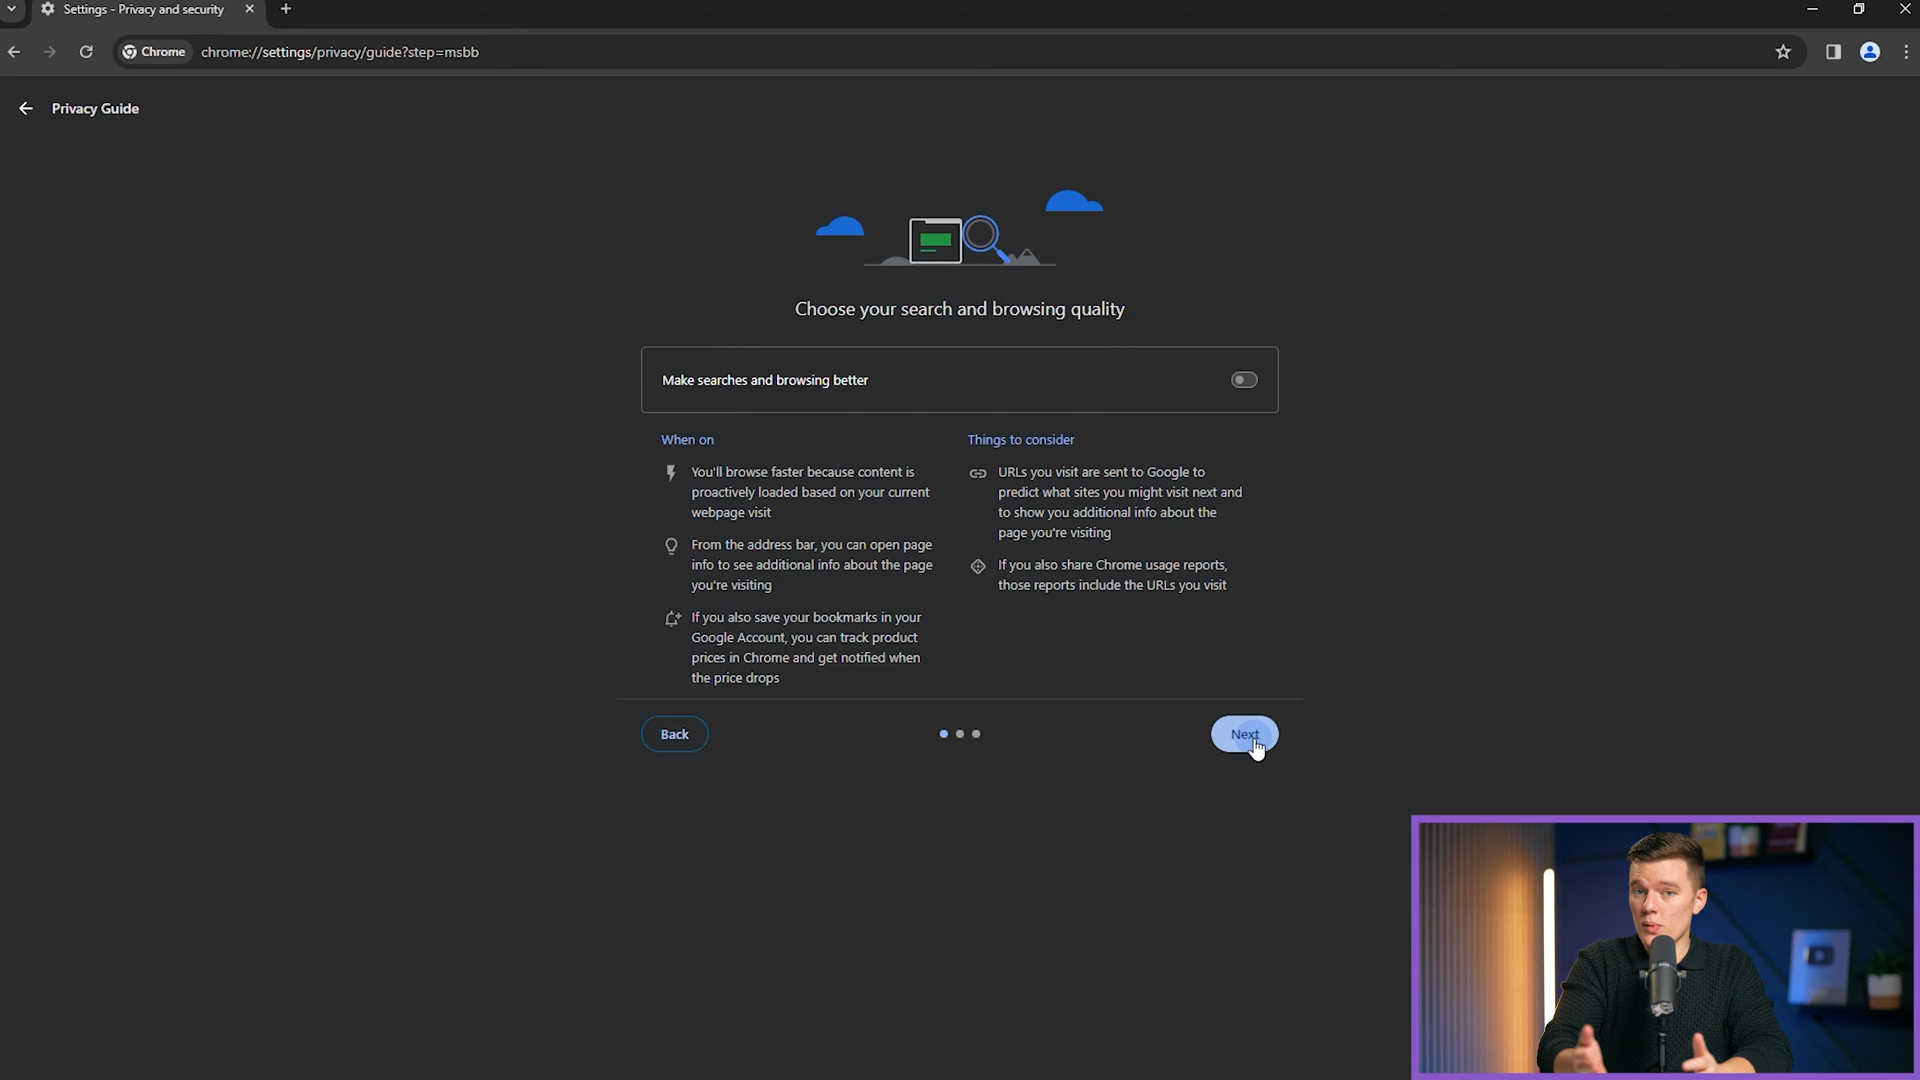 Settings - Privacy and security
Chrome
chrome://settings/privacy/guide?step=msbb
Privacy Guide
Choose your search and browsing quality
Make searches and browsing better
When on
You'll browse faster because content is
proactively loaded based on your current
webpage visit
From the address bar, you can open page
info to see additional info about the page
you're visiting
If you also save your bookmarks in your
Google Account, you can track product
prices in Chrome and get notified when
the price drops
Things to consider
URLs you visit are sent to Google to
predict what sites you might visit next and
to show you additional info about the
page you're visiting
If you also share Chrome usage reports,
those reports include the URLs you visit
Back
Next